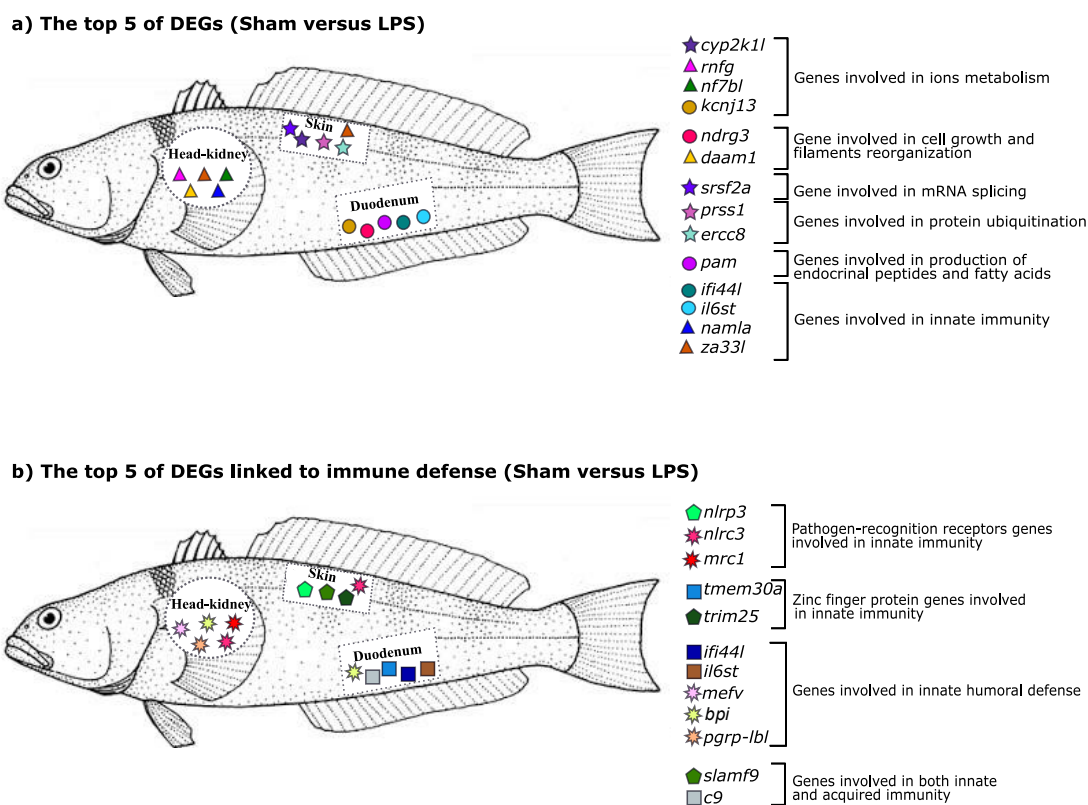 a) The top 5 of DEGs (Sham versus LPS)
Skin
Head-kidney
Duodenum
cyp2k1l
rnfg
nf7bl
kcnj13
Genes involved in ions metabolism
ndrg3
daam1
Gene involved in cell growth and
filaments reorganization
srsf2a
Gene involved in mRNA splicing
prss1
ercc8
Genes involved in protein ubiquitination
pam
Genes involved in production of
endocrinal peptides and fatty acids
ifi44l
il6st
namla
za33l
Genes involved in innate immunity
b) The top 5 of DEGs linked to immune defense (Sham versus LPS)
Skin
Head-kidney
Duodenum
nlrp3
nlrc3
mrc1
Pathogen-recognition receptors genes
involved in innate immunity
tmem30a
trim25
Zinc finger protein genes involved
in innate immunity
ifi44l
il6st
mefv
bpi
pgrp-lbl
Genes involved in innate humoral defense
slamf9
c9
Genes involved in both innate
and acquired immunity